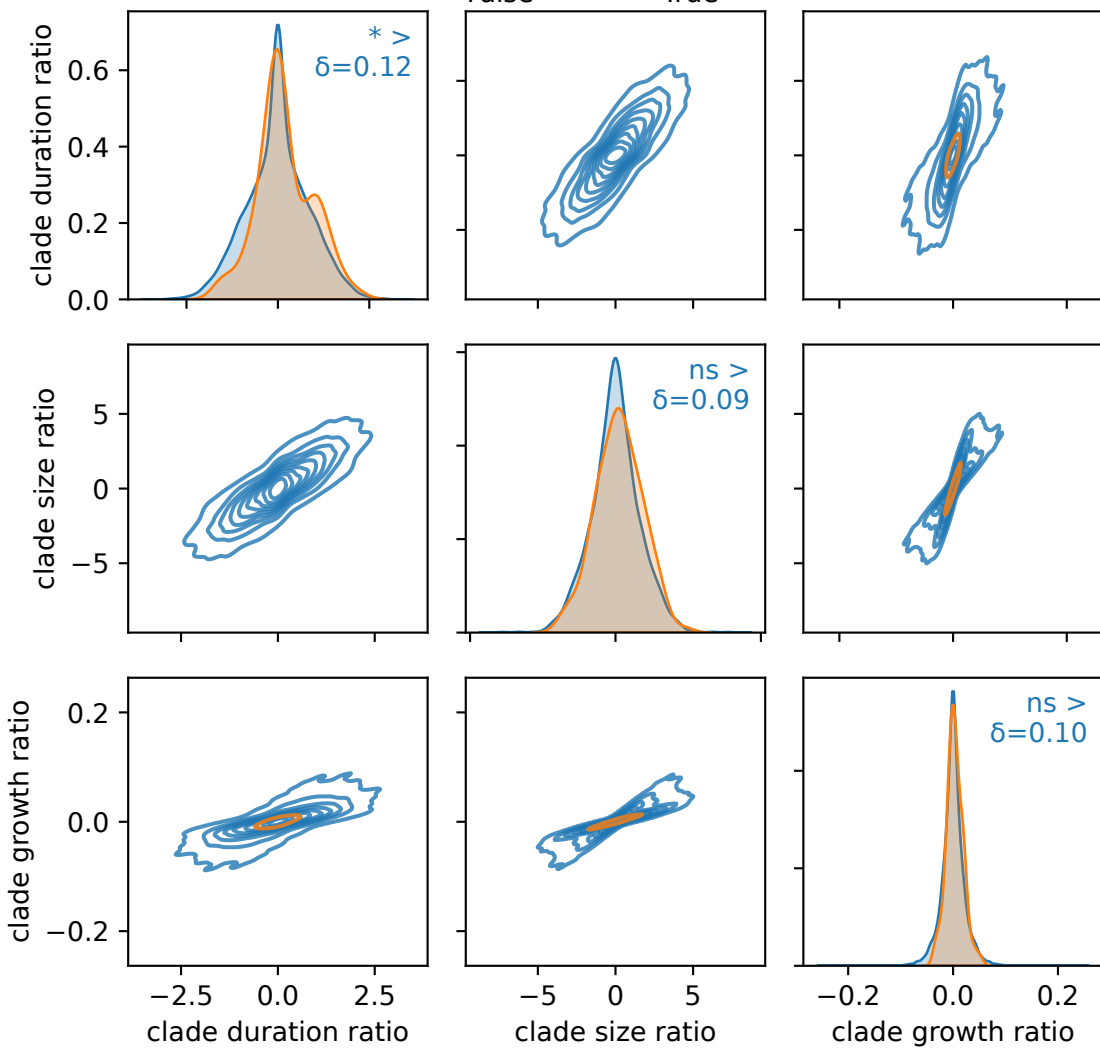 clade duration ratio
0.6
0.4
0.2
0.0
* >
δ=0.12
clade size ratio
5
0
−5
ns >
δ=0.09
clade growth ratio
0.2
0.0
−0.2
ns >
δ=0.10
−2.5 0.0 2.5
−5 0 5
−0.2 0.0 0.2
clade duration ratio
clade size ratio
clade growth ratio